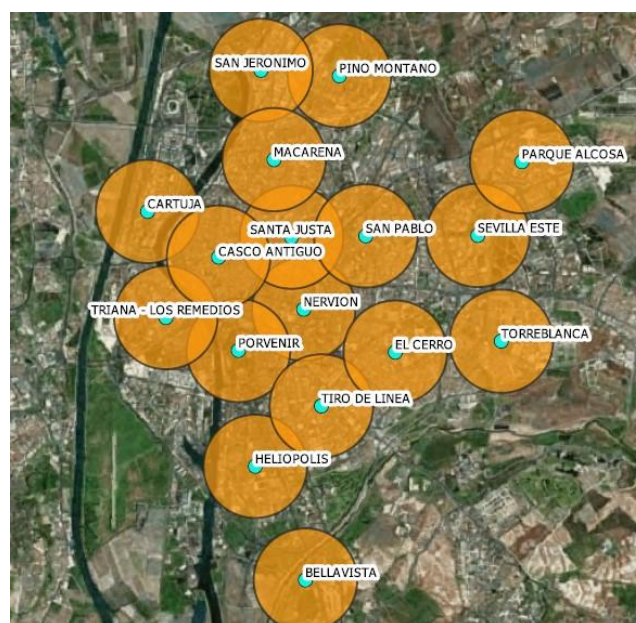 SAN JERONIMO
PINO MONTANO
MACARENA
PARQUE ALCOSA
CARTUJA
SANTA JUSTA
SAN PABLO
SEVILLA ESTE
CASCO ANTIGUO
NERVION
TRIANA - LOS REMEDIOS
PORVENIR
EL CERRO
TORREBLANCA
TIRO DE LINEA
HELIOPOLIS
BELLAVISTA